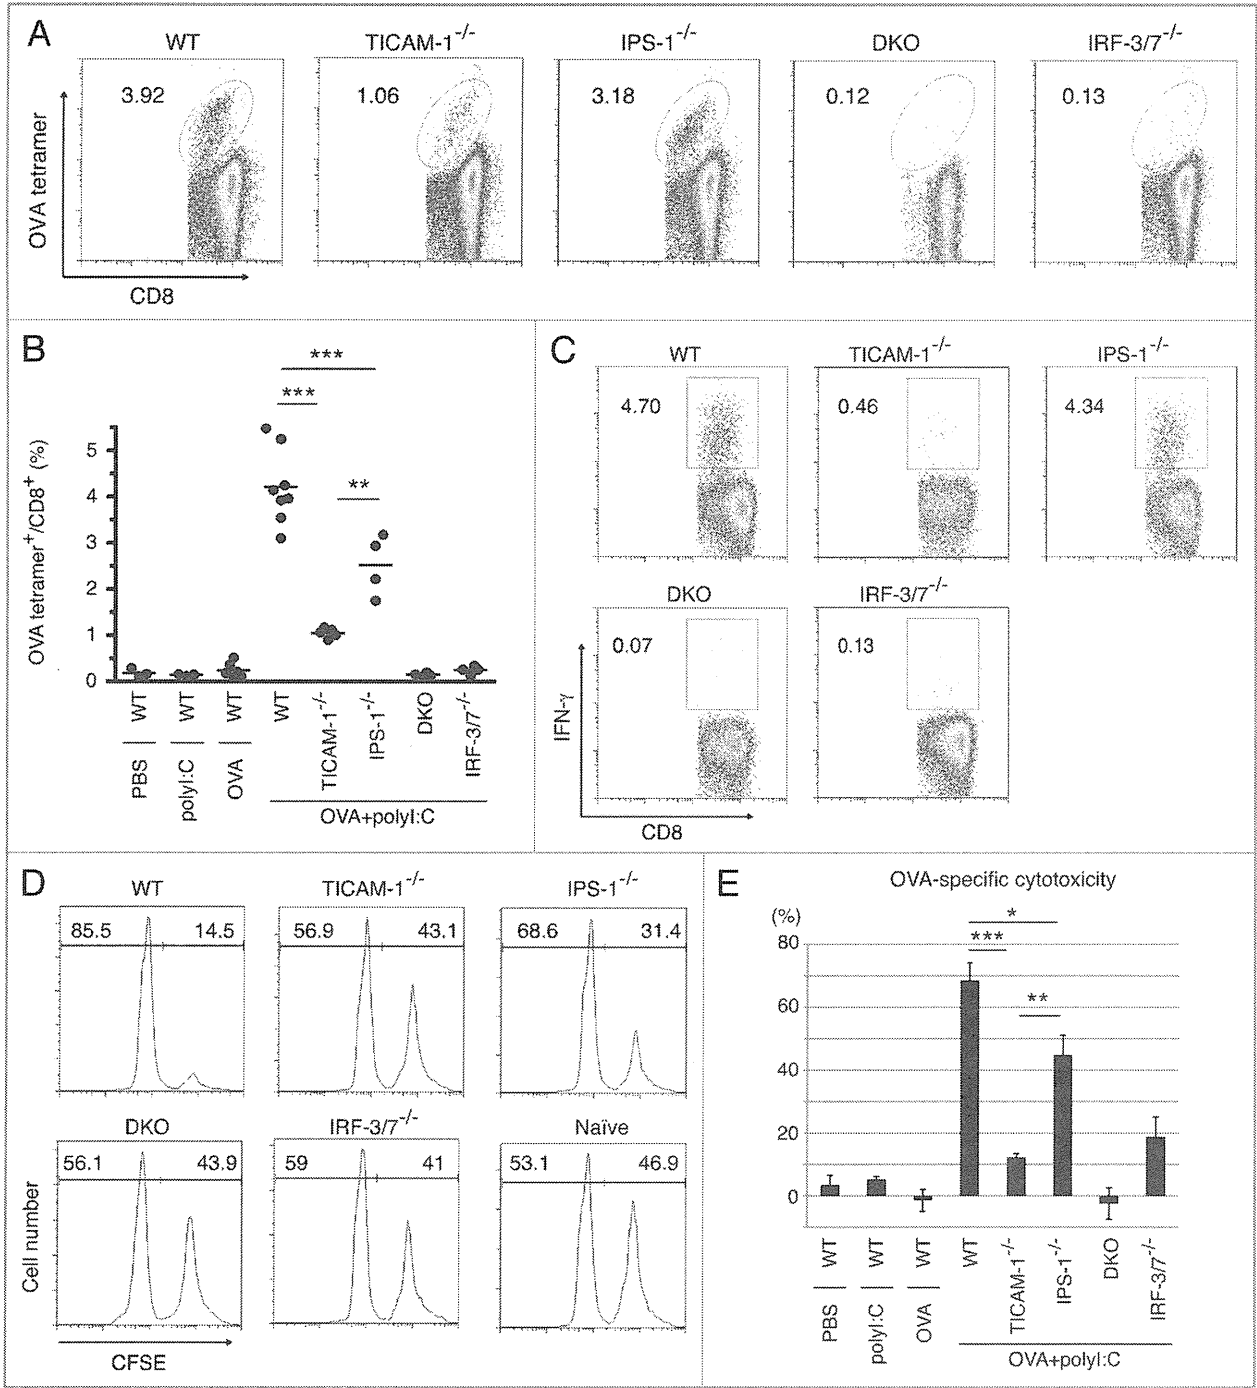 A
WT
TICAM-1-/-
IPS-1-/-
DKO
IRF-3/7-/-
3.92
1.06
3.18
0.12
0.13
OVA tetramer
CD8
B
***
***
**
OVA tetramer+/CD8+ (%)
5
4
3
2
1
0
WT
WT
WT
WT
TICAM-1-/-
IPS-1-/-
DKO
IRF-3/7-/-
PBS
polyI:C
OVA
OVA+polyI:C
C
WT
TICAM-1-/-
IPS-1-/-
4.70
0.46
4.34
DKO
IRF-3/7-/-
0.07
0.13
IFN-γ
CD8
D
WT
TICAM-1-/-
IPS-1-/-
85.5 14.5
56.9 43.1
68.6 31.4
DKO
IRF-3/7-/-
Naïve
56.1 43.9
59 41
53.1 46.9
Cell number
CFSE
E
OVA-specific cytotoxicity
(%)
*
***
**
80
60
40
20
0
WT
WT
WT
WT
TICAM-1-/-
IPS-1-/-
DKO
IRF-3/7-/-
PBS
polyI:C
OVA
OVA+polyI:C